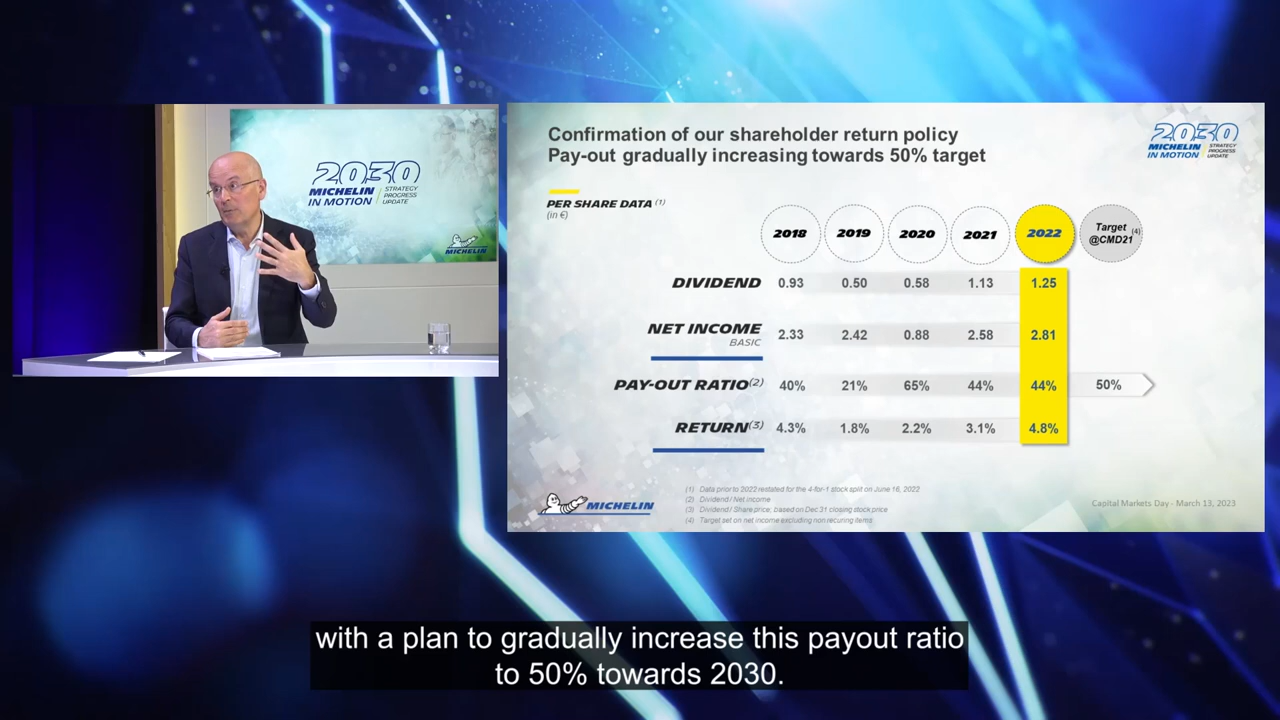 2030
MICHELIN
IN MOTION
STRATEGY
PROGRESS
UPDATE
MICHELIN
Confirmation of our shareholder return policy
Pay-out gradually increasing towards 50% target
2030
MICHELIN
IN MOTION
STRATEGY
PROGRESS
UPDATE
PER SHARE DATA (1)
(in €)
2018 2019 2020 2021 2022 Target @CMD21 (4)
DIVIDEND 0.93 0.50 0.58 1.13 1.25
NET INCOME 2.33 2.42 0.88 2.58 2.81
BASIC
PAY-OUT RATIO(2) 40% 21% 65% 44% 44% 50%
RETURN(3) 4.3% 1.8% 2.2% 3.1% 4.8%
(1) Data prior to 2022 restated for the 4-for-1 stock split on June 16, 2022
(2) Dividend / Net income
(3) Dividend / Share price; based on Dec 31 closing stock price
(4) Target set on net income excluding non recuring items
MICHELIN
Capital Markets Day - March 13, 2023
with a plan to gradually increase this payout ratio
to 50% towards 2030.